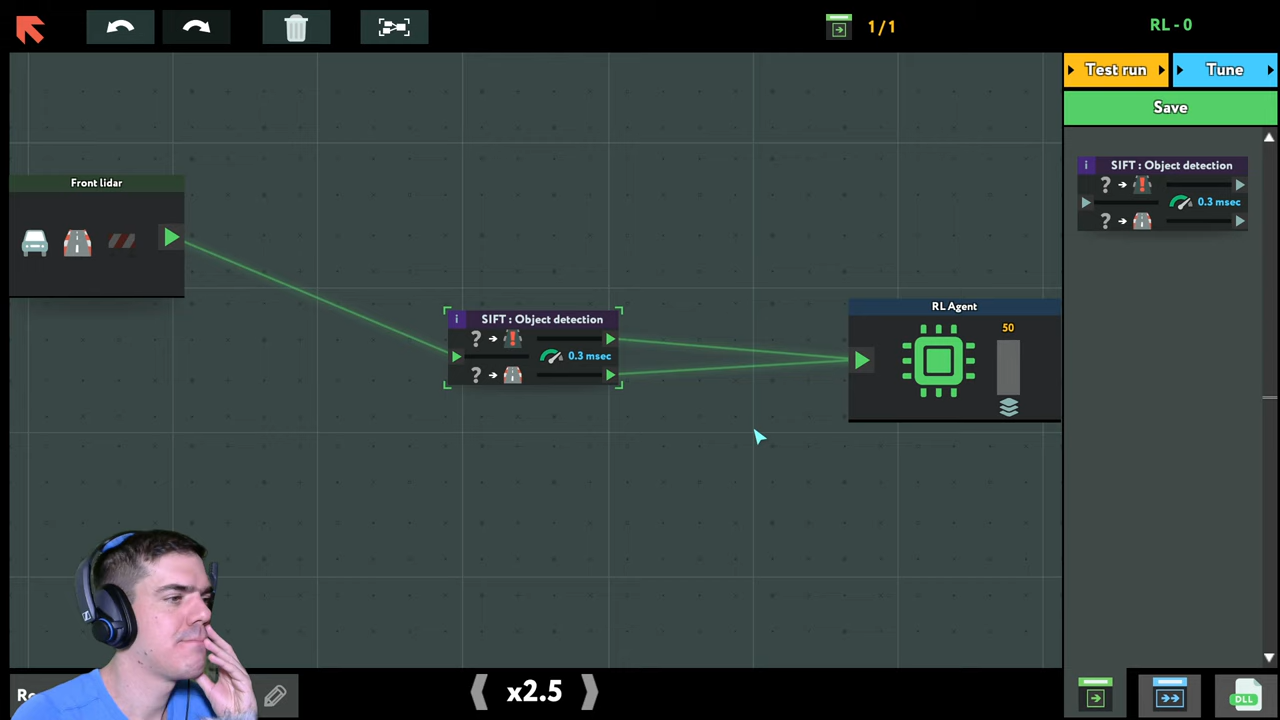 1/1
RL - 0
Test run
Tune
Save
Front lidar
i
SIFT : Object detection
? 
0.3 msec
?
RL Agent
50
i
SIFT : Object detection
?
0.3 msec
?
x2.5
DLL